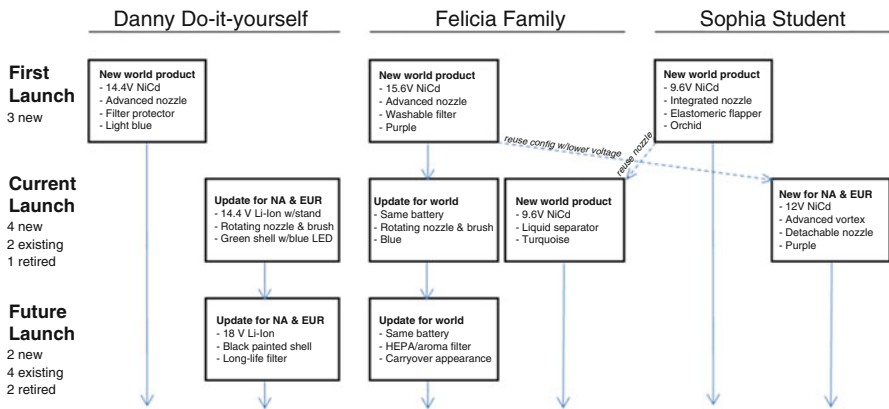 Danny Do-it-yourself
Felicia Family
Sophia Student
First
Launch
3 new
New world product
- 14.4V NiCd
- Advanced nozzle
- Filter protector
- Light blue
New world product
- 15.6V NiCd
- Advanced nozzle
- Washable filter
- Purple
New world product
- 9.6V NiCd
- Integrated nozzle
- Elastomeric flapper
- Orchid
reuse config w/lower voltage
reuse nozzle
Current
Launch
4 new
2 existing
1 retired
Update for NA & EUR
- 14.4 V Li-Ion w/stand
- Rotating nozzle & brush
- Green shell w/blue LED
Update for world
- Same battery
- Rotating nozzle & brush
- Blue
New world product
- 9.6V NiCd
- Liquid separator
- Turquoise
New for NA & EUR
- 12V NiCd
- Advanced vortex
- Detachable nozzle
- Purple
Future
Launch
2 new
4 existing
2 retired
Update for NA & EUR
- 18 V Li-Ion
- Black painted shell
- Long-life filter
Update for world
- Same battery
- HEPA/aroma filter
- Carryover appearance